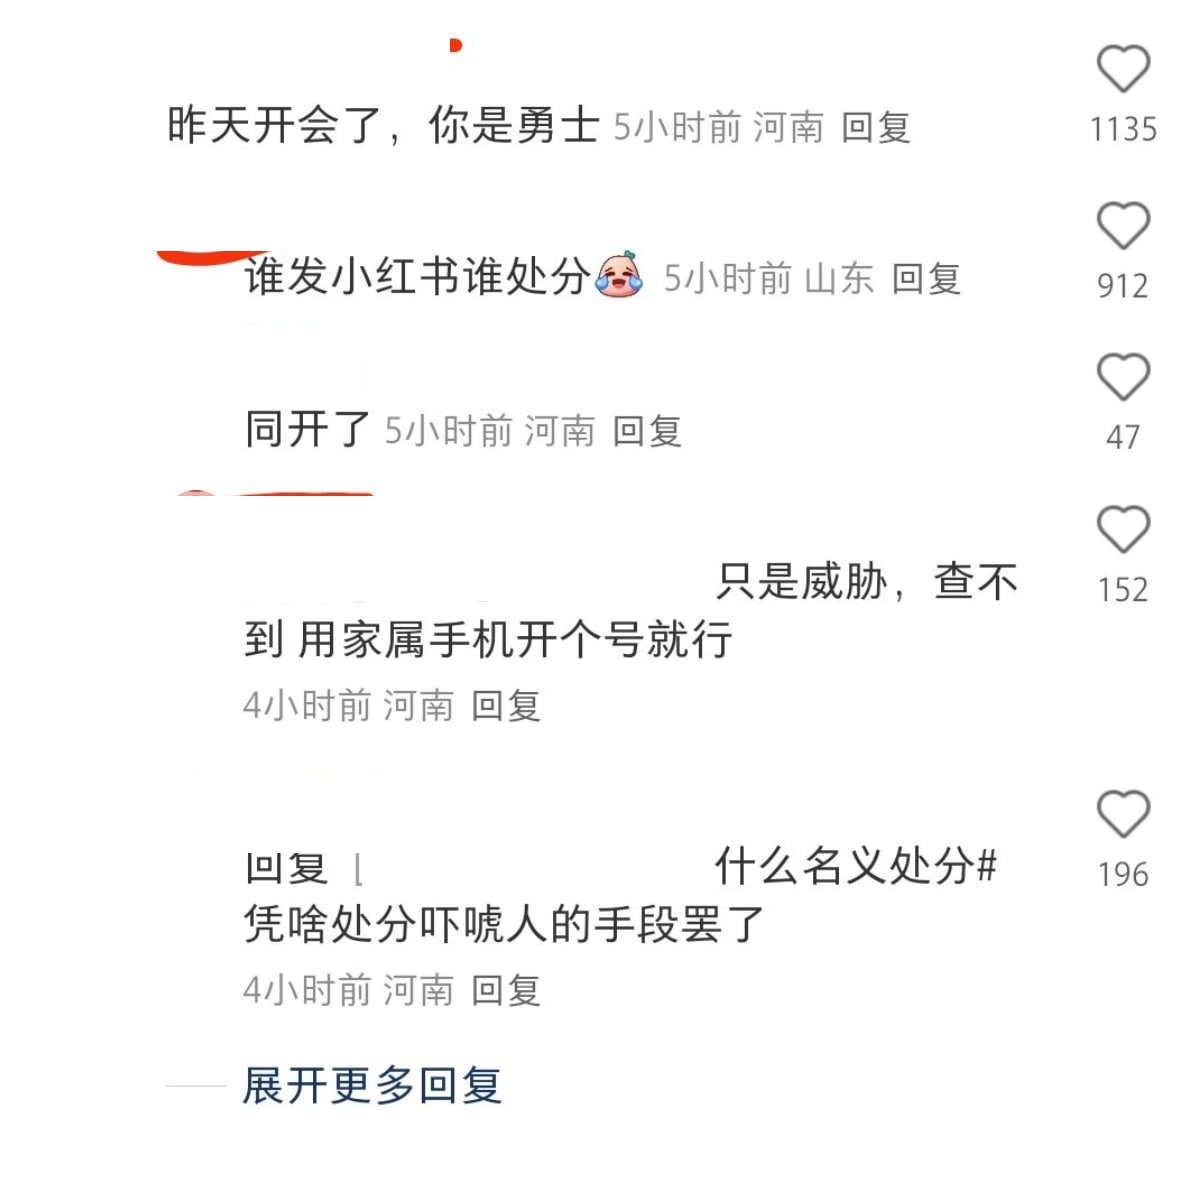 昨天开会了，你是勇士 5小时前 河南 回复
1135
谁发小红书谁处分 5小时前 山东 回复
912
同开了 5小时前 河南 回复
47
只是威胁，查不
到 用家属手机开个号就行
152
4小时前 河南 回复
回复 什么名义处分#
凭啥处分吓唬人的手段罢了
196
4小时前 河南 回复
展开更多回复